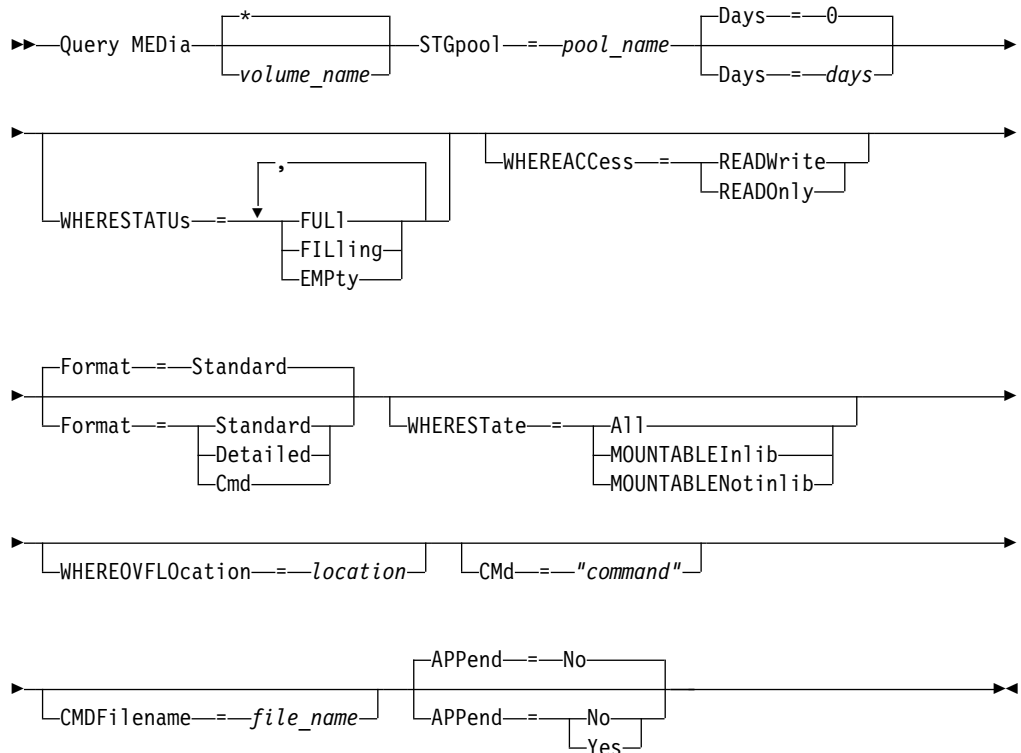 *
Query MEDia STGpool = pool_name
volume_name
Days = 0
Days = days
WHERESTATUs =
,
FULl
FILling
EMPty
WHEREACCess = READWrite
READOnly
Format = Standard
Format = Standard
Detailed
Cmd
WHERESTate = All
MOUNTABLEInlib
MOUNTABLENotinlib
WHEREOVFLOcation = location
CMd = "command"
CMDFilename = file_name
APPend = No
APPend = No
Yes